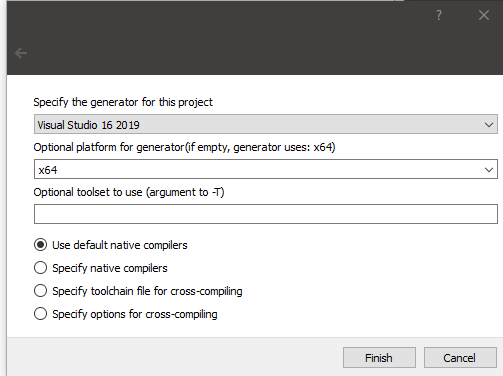 Specify the generator for this project
Visual Studio 16 2019
Optional platform for generator(if empty, generator uses: x64)
x64
Optional toolset to use (argument to -T)
Use default native compilers
Specify native compilers
Specify toolchain file for cross-compiling
Specify options for cross-compiling
Finish Cancel